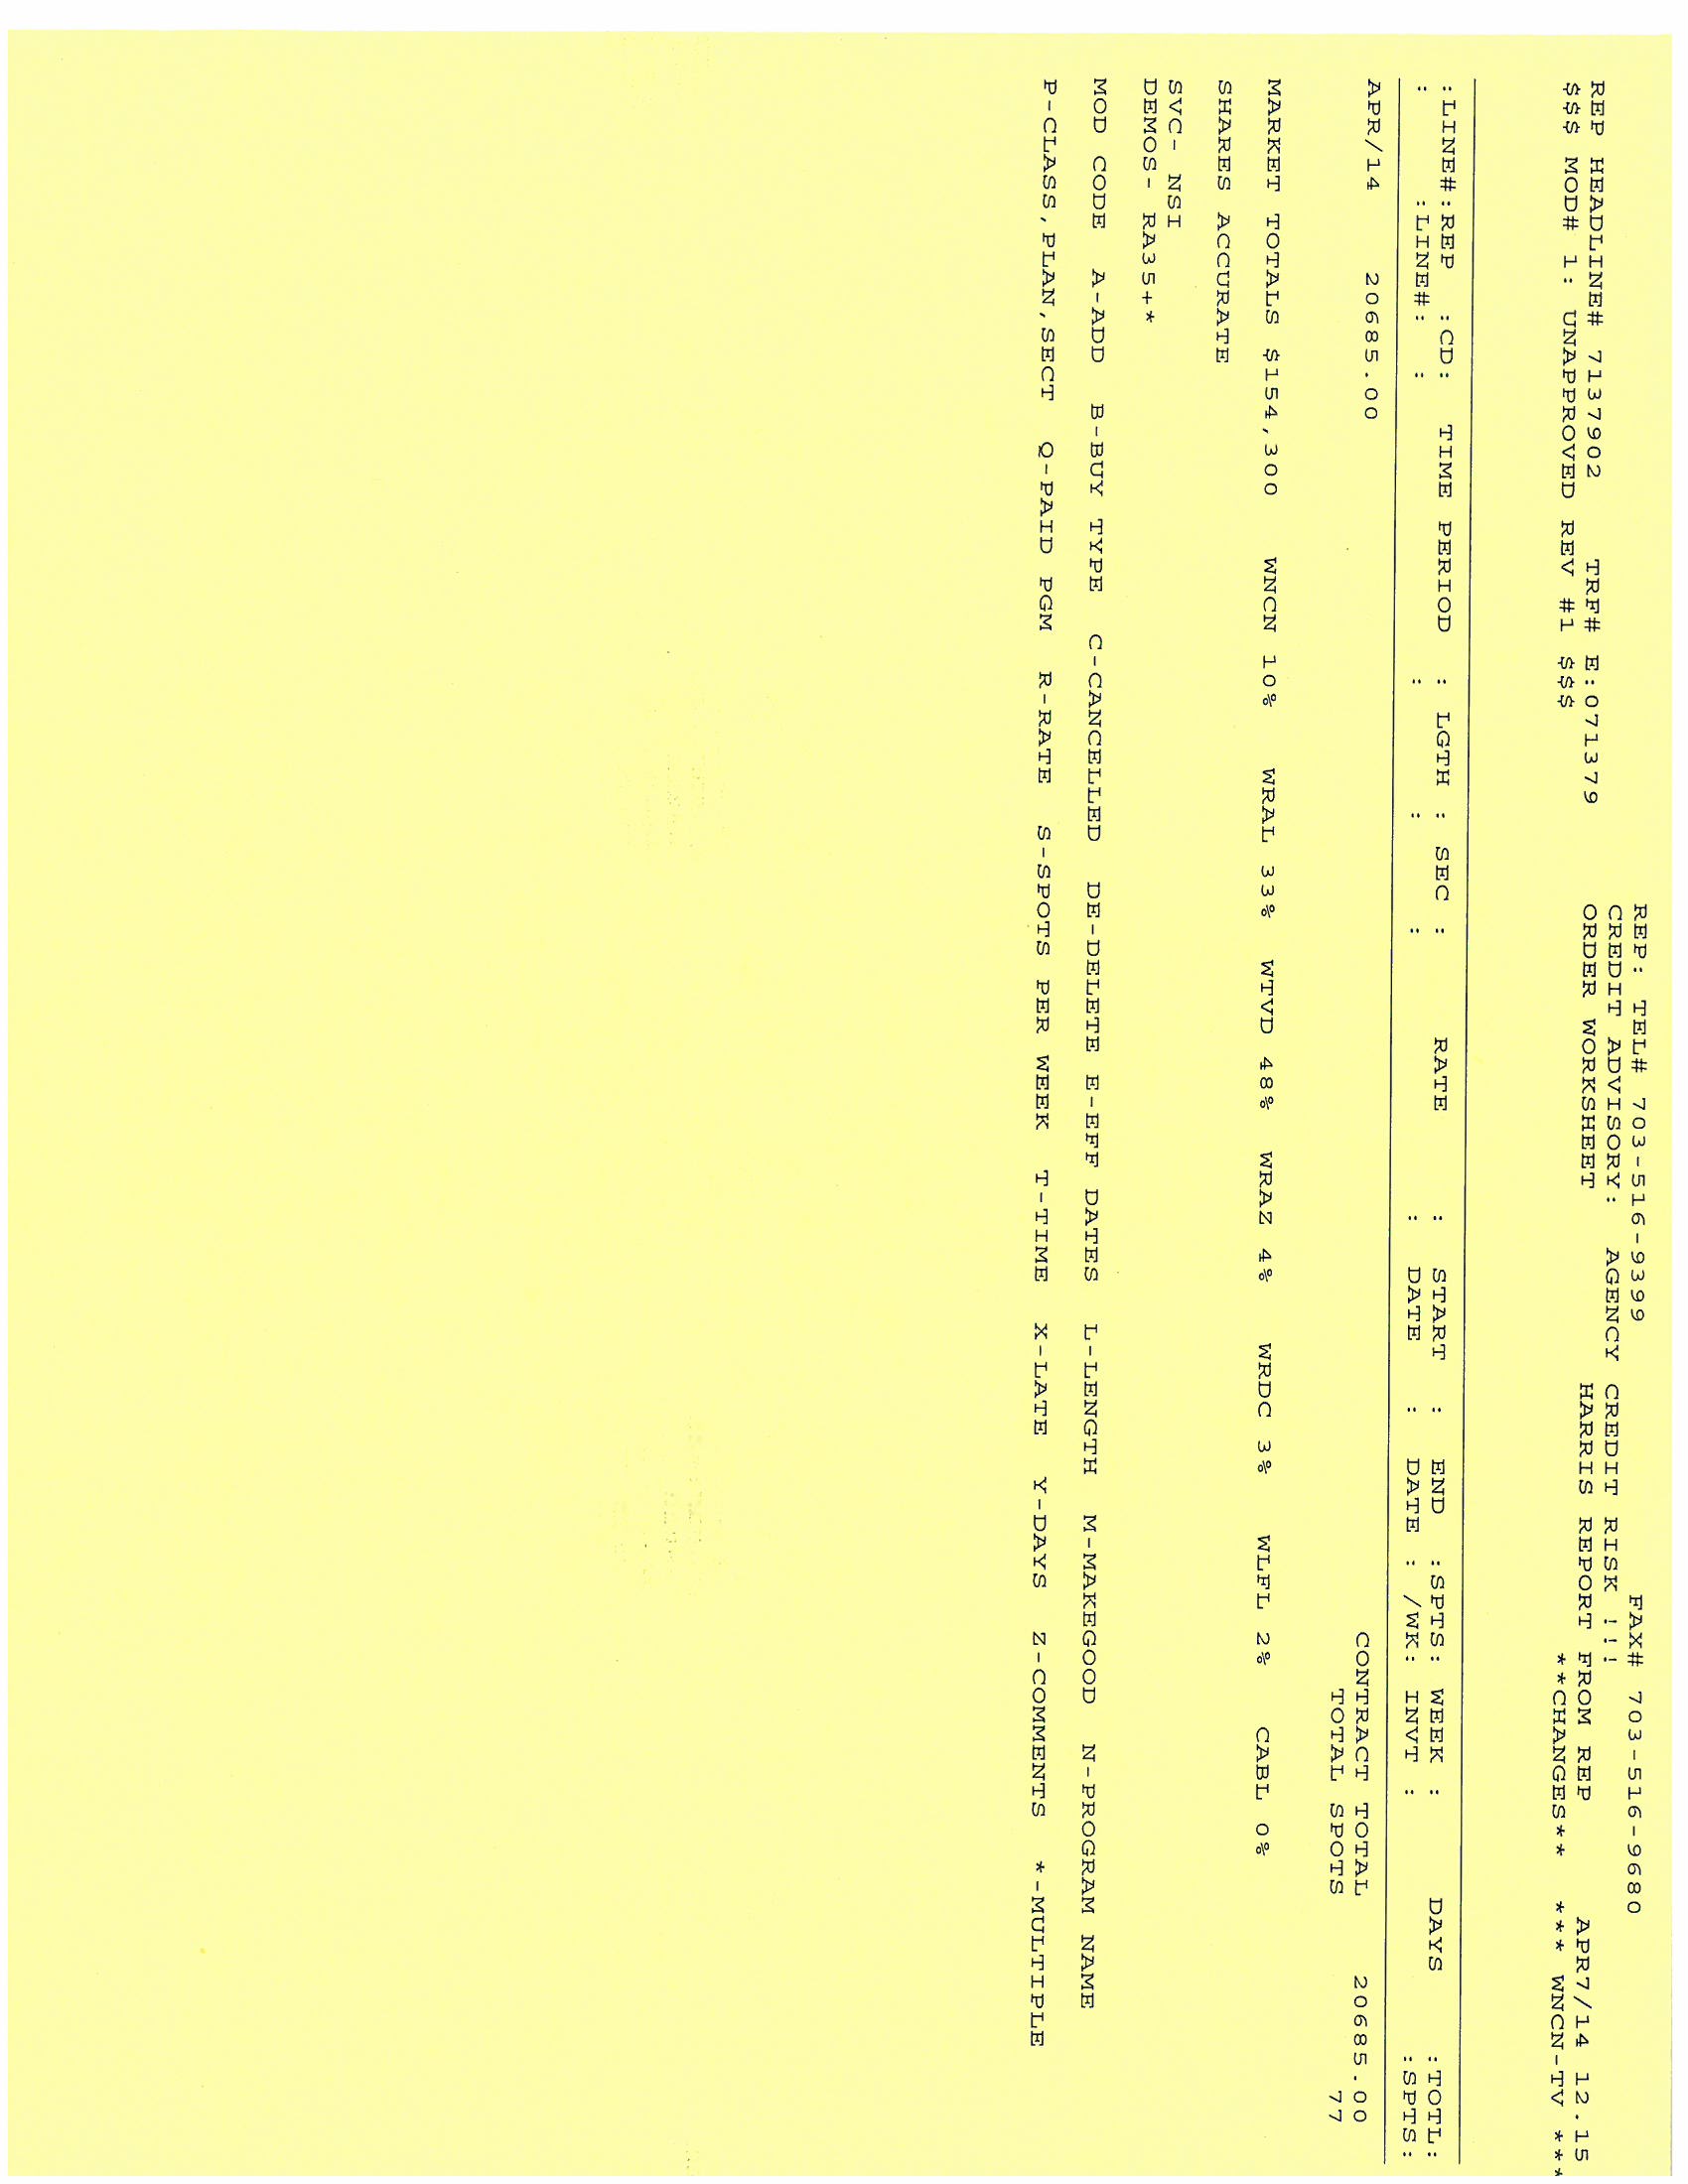 REP: TEL# 703-516-9399 FAX# 703-516-9680
CREDIT ADVISORY: AGENCY CREDIT RISK !!!
REP HEADLINE# 7137902 TRF# E:071379 ORDER WORKSHEET HARRIS REPORT FROM REP APR7/14 12.15
$$$ MOD# 1: UNAPPROVED REV #1 $$$ **CHANGES** *** WNCN-TV ***
:LINE#:REP :CD: TIME PERIOD : LGTH : SEC : RATE : START : END :SPTS: WEEK : DAYS :TOTL:
: :LINE#: : : : : : DATE : DATE : /WK: INVT : :SPTS:
APR/14 20685.00 CONTRACT TOTAL 20685.00
TOTAL SPOTS 77
MARKET TOTALS $154,300 WNCN 10% WRAL 33% WTVD 48% WRAZ 4% WRDC 3% WLFL 2% CABL 0%
SHARES ACCURATE
SVC- NSI
DEMOS- RA35+*
MOD CODE A-ADD B-BUY TYPE C-CANCELLED DE-DELETE E-EFF DATES L-LENGTH M-MAKEGOOD N-PROGRAM NAME
P-CLASS,PLAN,SECT Q-PAID PGM R-RATE S-SPOTS PER WEEK T-TIME X-LATE Y-DAYS Z-COMMENTS *-MULTIPLE